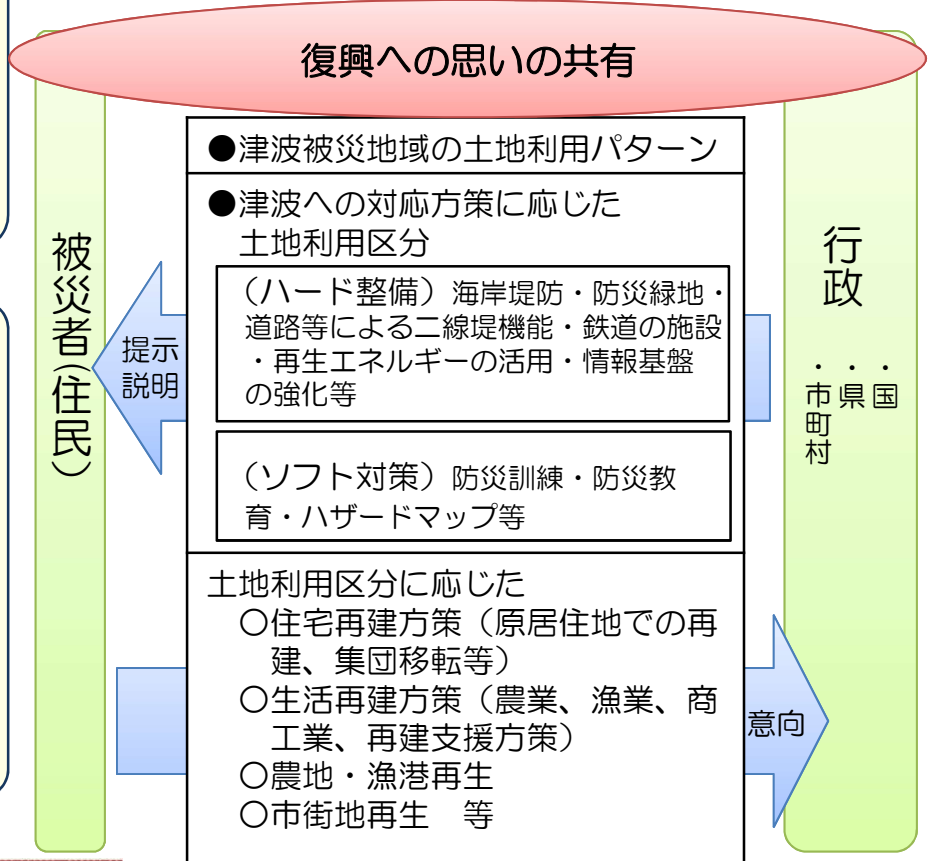 復興への思いの共有
●津波被災地域の土地利用パターン
●津波への対応方策に応じた
土地利用区分
（ハード整備）海岸堤防・防災緑地・
道路等による二線堤機能・鉄道の施設
・再生エネルギーの活用・情報基盤
の強化等
（ソフト対策）防災訓練・防災教
育・ハザードマップ等
土地利用区分に応じた
〇住宅再建方策（原居住地での再
建、集団移転等）
〇生活再建方策（農業、漁業、商
工業、再建支援方策）
〇農地・漁港再生
〇市街地再生　等
被災者(住民)
提示
説明
意向
行政
・国
・県
・市町村